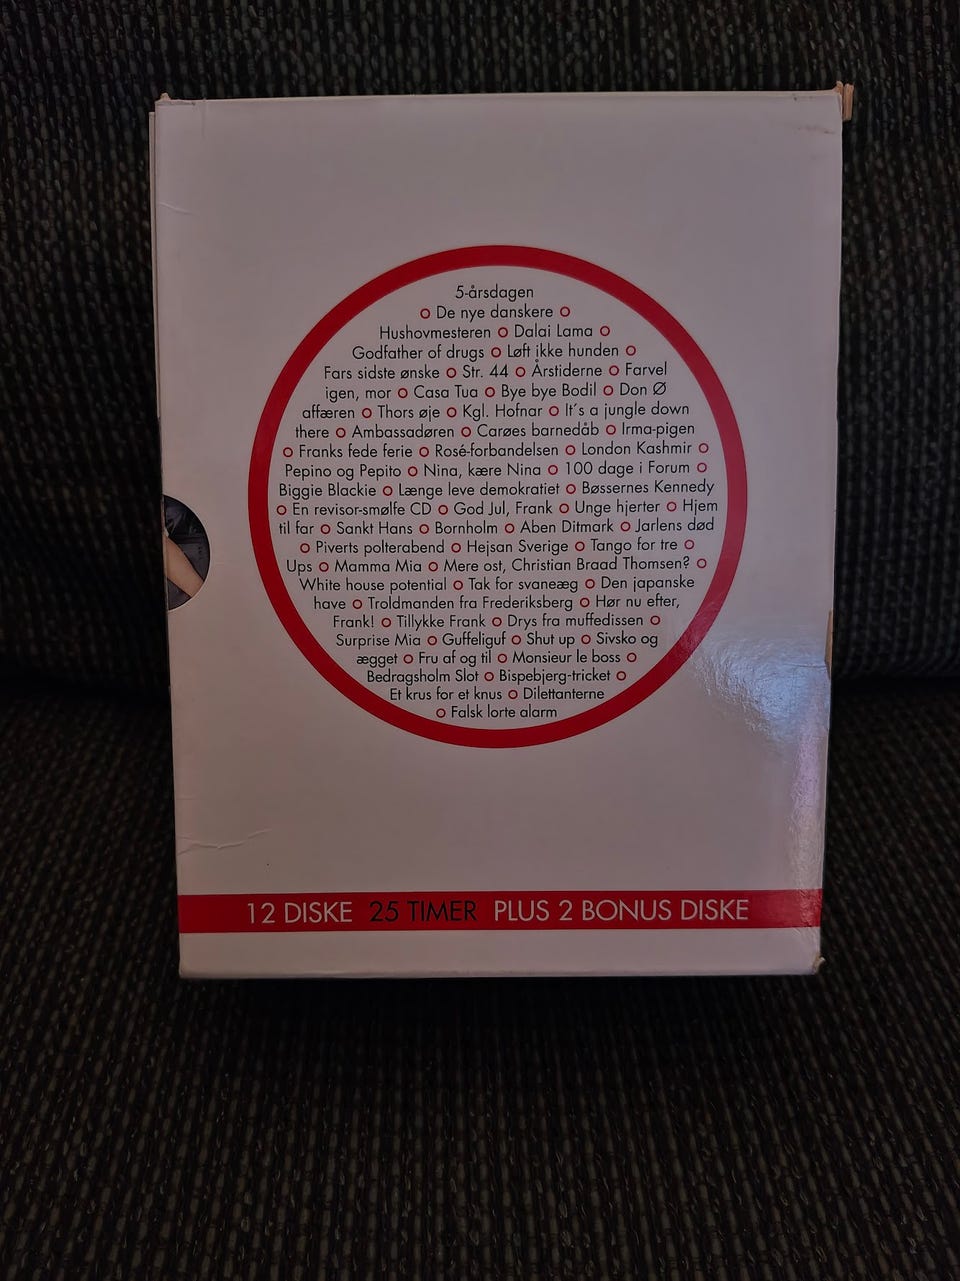 5-årsdagen
o De nye danskere o
Hushovmesteren o Dalai Lama o
Godfather of drugs o Løft ikke hunden o
Fars sidste ønske o Str. 44 o Årstiderne o Farvel
igen, mor o Casa Tua o Bye bye Bodil o Don Ø
affæren o Thors øje o Kgl. Hofnar o It´s a jungle down
there o Ambassadøren o Carøes barnedåb o Irma-pigen
o Franks fede ferie o Rosé-forbandelsen o London Kashmir o
Pepino og Pepito o Nina, kære Nina o 100 dage i Forum o
Biggie Blackie o Længe leve demokratiet o Bøssernes Kennedy
o En revisor-smølfe CD o God Jul, Frank o Unge hjerter o Hjem
til far o Sankt Hans o Bornholm o Aben Ditmark o Jarlens død
o Piverts polterabend o Hejsan Sverige o Tango for tre o
Ups o Mamma Mia o Mere ost, Christian Braad Thomsen? o
White house potential o Tak for svaneæg o Den japanske
have o Troldmanden fra Frederiksberg o Hør nu efter,
Frank! o Tillykke Frank o Drys fra muffedissen o
Surprise Mia o Guffeliguf o Shut up o Sivsko og
ægget o Fru af og til o Monsieur le boss o
Bedragsholm Slot o Bispebjerg-tricket o
Et krus for et knus o Dilettanterne
o Falsk lorte alarm
12 DISKE 25 TIMER PLUS 2 BONUS DISKE